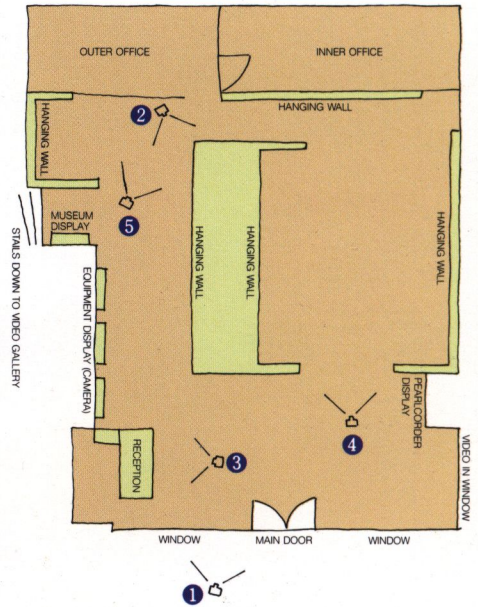 OUTER OFFICE
INNER OFFICE
2
HANGING WALL
HANGING WALL
5
MUSEUM
DISPLAY
HANGING WALL
HANGING WALL
HANGING WALL
STAILS DOWN TO VIDEO GALLERY
EQUIPMENT DISPLAY (CAMERA)
PEARLCORDER
DISPLAY
4
RECEPTION
3
VIDEO IN WINDOW
WINDOW
MAIN DOOR
WINDOW
1